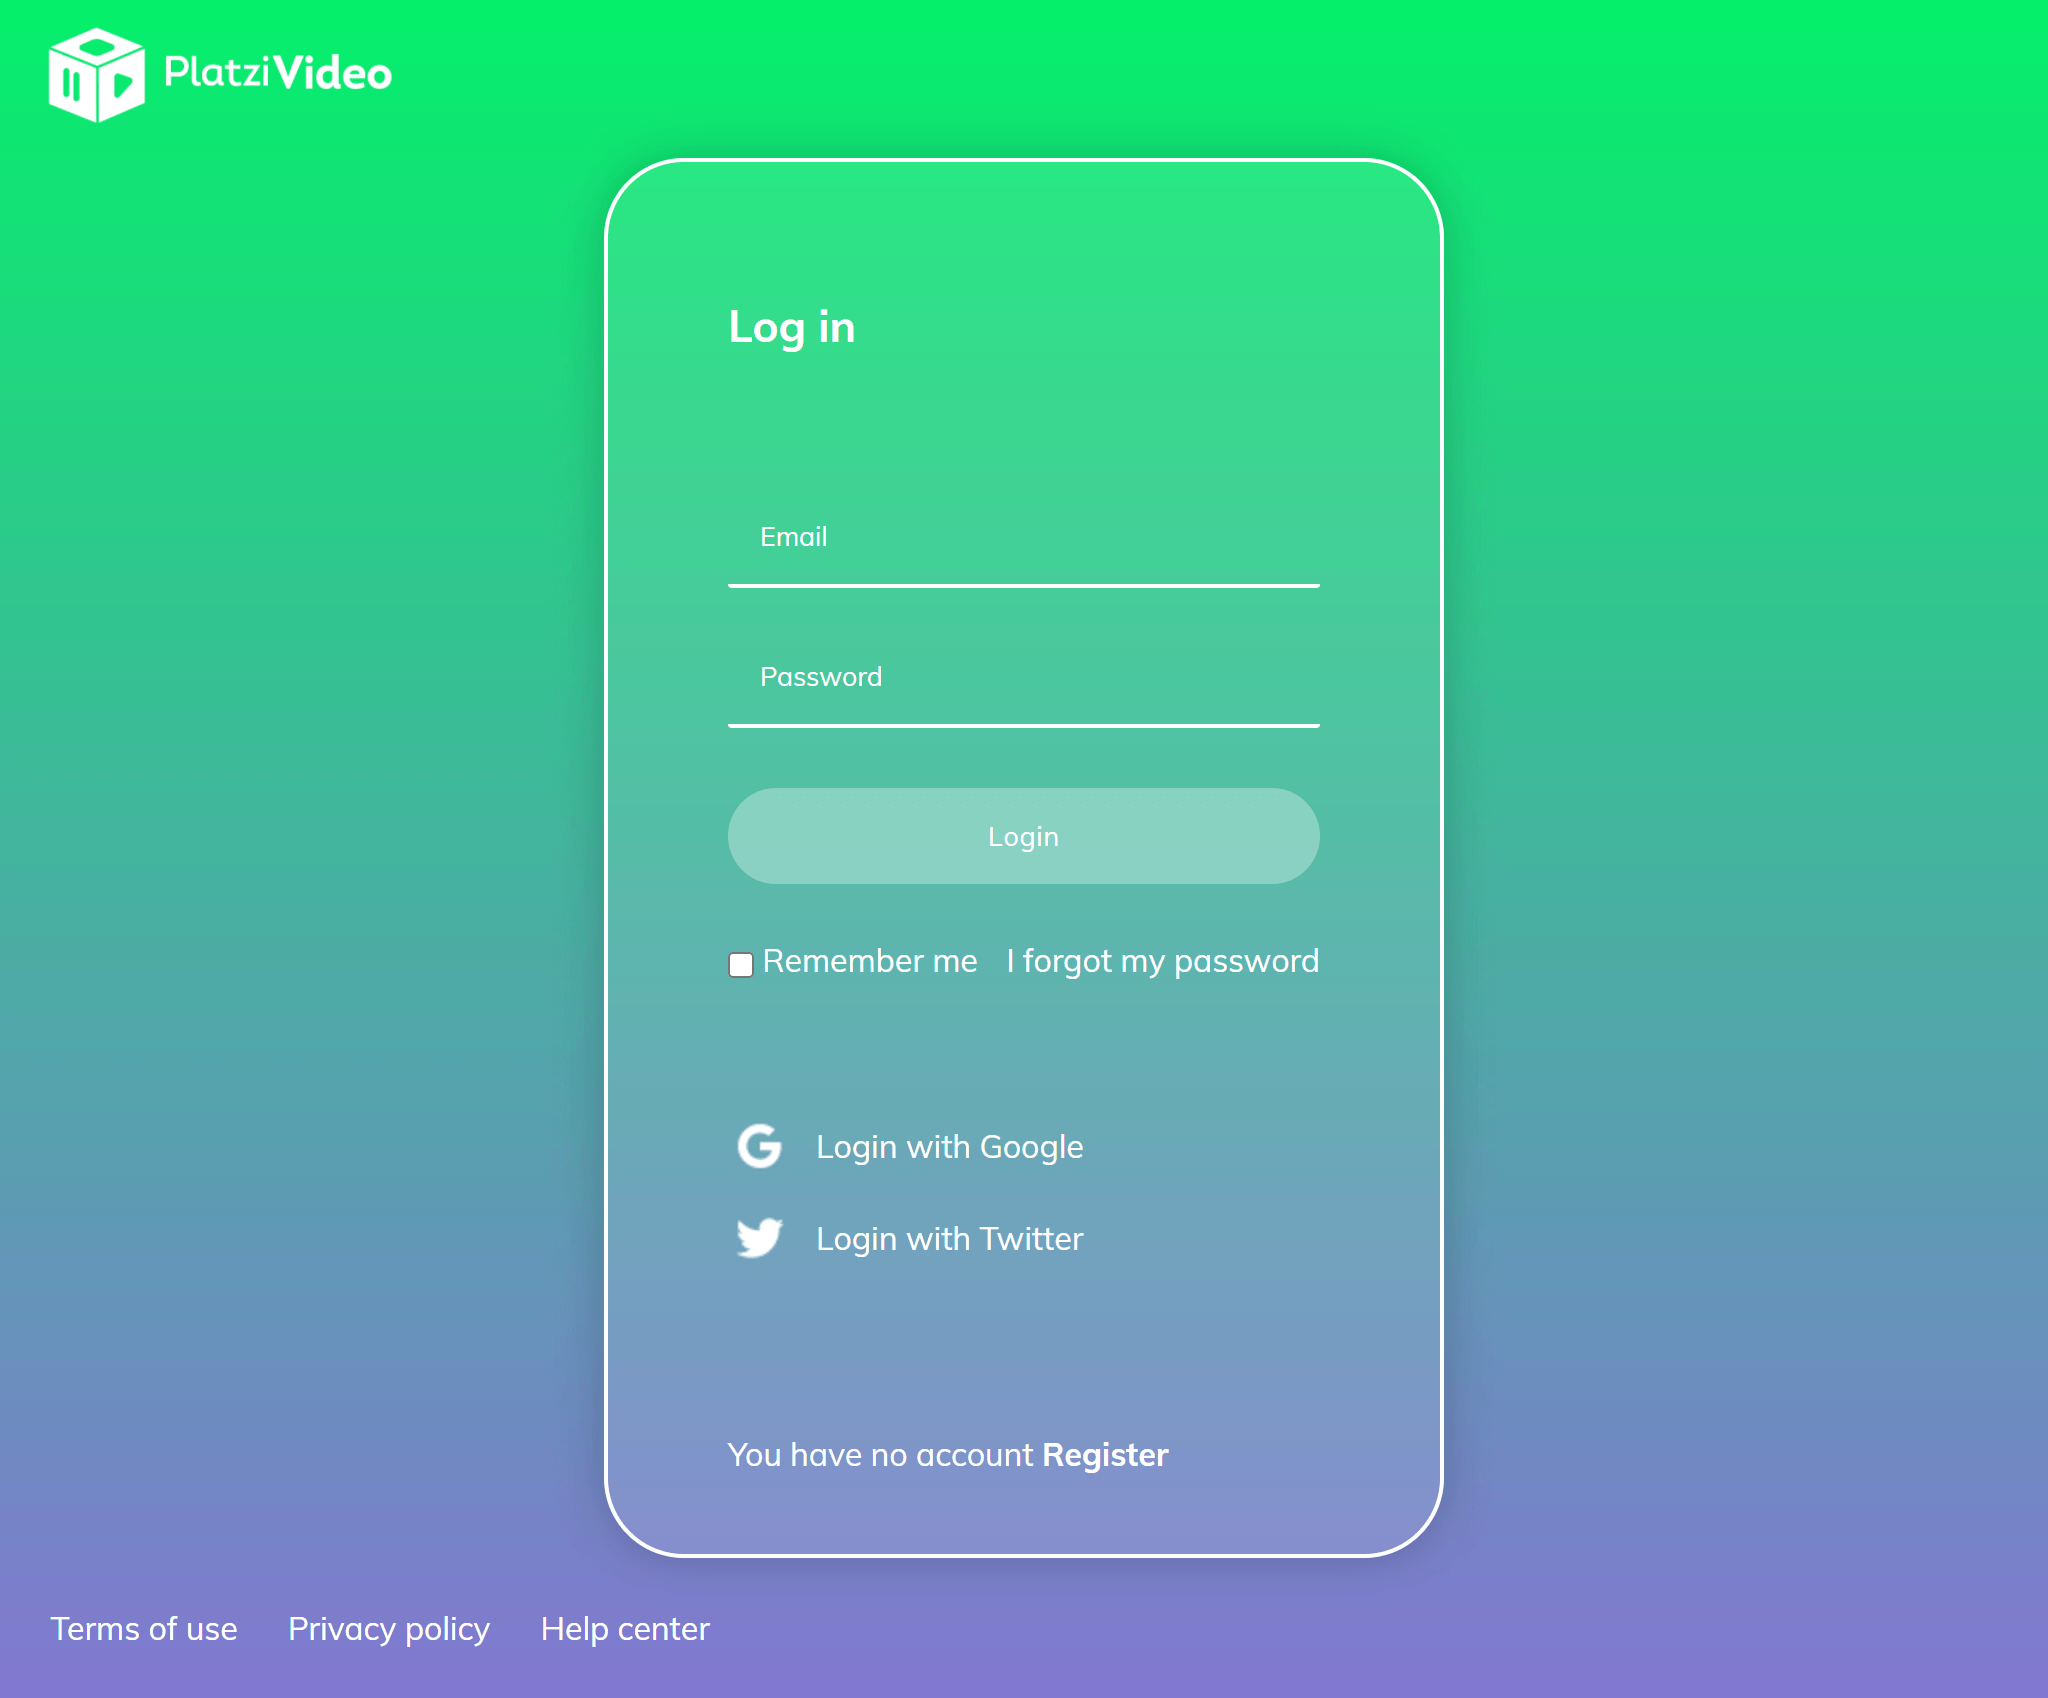 PlatziVideo
Log in
Email
Password
Login
Remember me I forgot my password
Login with Google
Login with Twitter
You have no account Register
Terms of use Privacy policy Help center